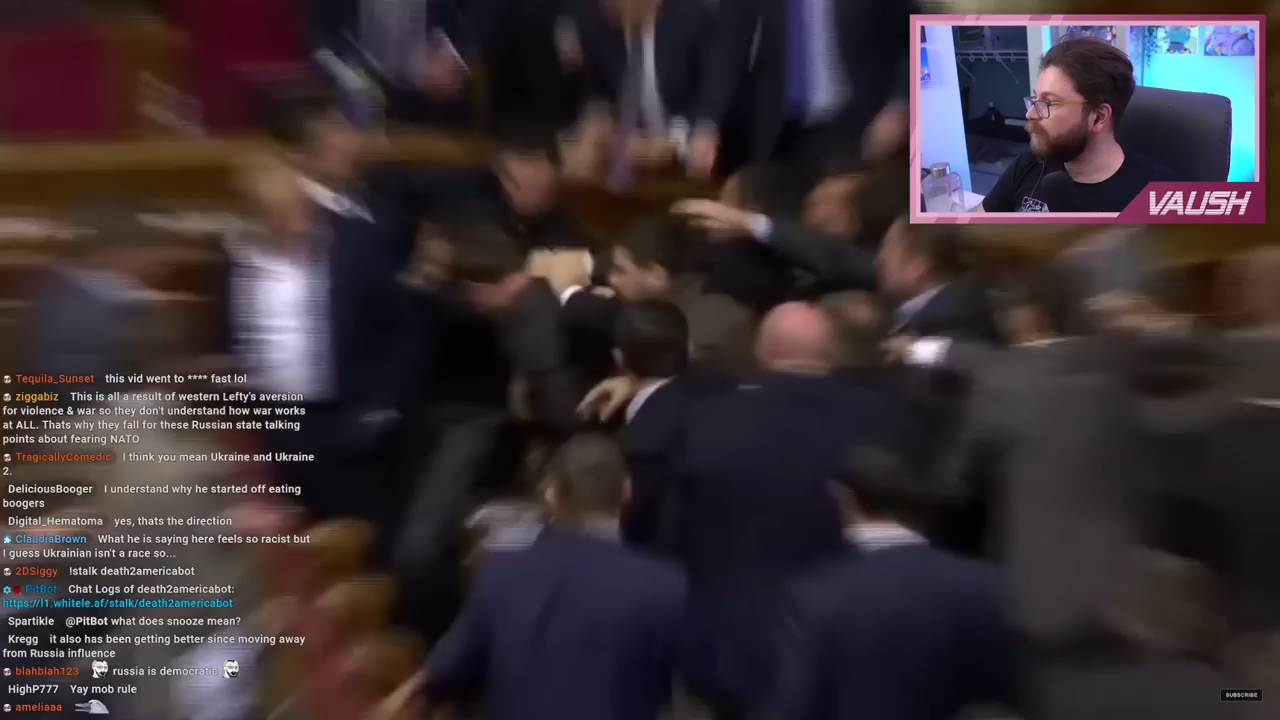 VAUSH
Tequila_Sunset this vid went to **** fast lol
ziggabiz This is all a result of western Lefty's aversion
for violence & war so they don't understand how war works
at ALL. Thats why they fall for these Russian state talking
points about fearing NATO
TragicallyComedic I think you mean Ukraine and Ukraine
2.
DeliciousBooger I understand why he started off eating
boogers
Digital_Hematoma yes, thats the direction
ClaudiaBrown What he is saying here feels so racist but
I guess Ukrainian isn't a race so...
2DSiggy !stalk death2americabot
PitBot Chat Logs of death2americabot:
https://l1.whitele.af/stalk/death2americabot
Spartikle @PitBot what does snooze mean?
Kregg it also has been getting better since moving away
from Russia influence
blahblah123 russia is democratic
HighP777 Yay mob rule
ameliaaa
SUBSCRIBE